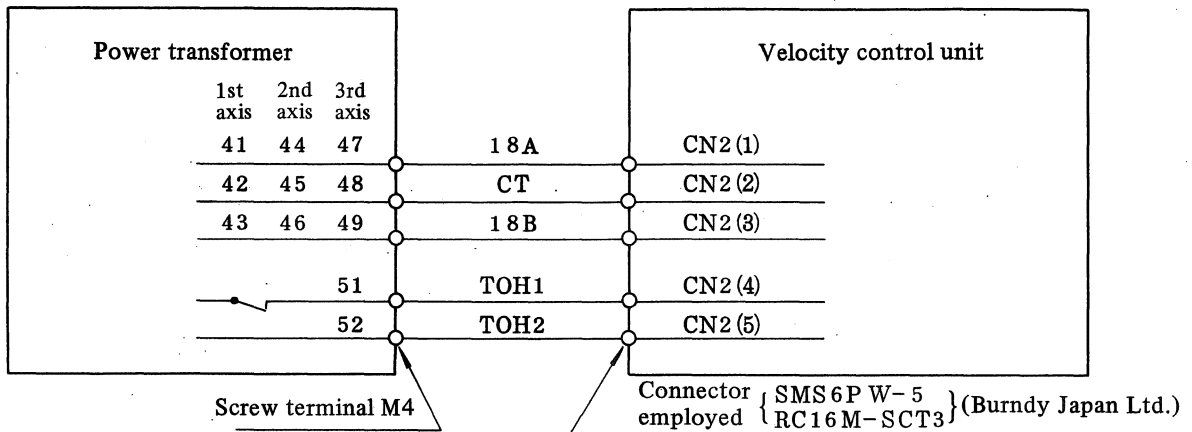 Power transformer
Velocity control unit
1st 2nd 3rd
axis axis axis
41 44 47 18A CN2(1)
42 45 48 CT CN2(2)
43 46 49 18B CN2(3)
51 TOH1 CN2(4)
52 TOH2 CN2(5)
Screw terminal M4
Connector employed { SMS6PW-5
RC16M-SCT3 } (Burndy Japan Ltd.)